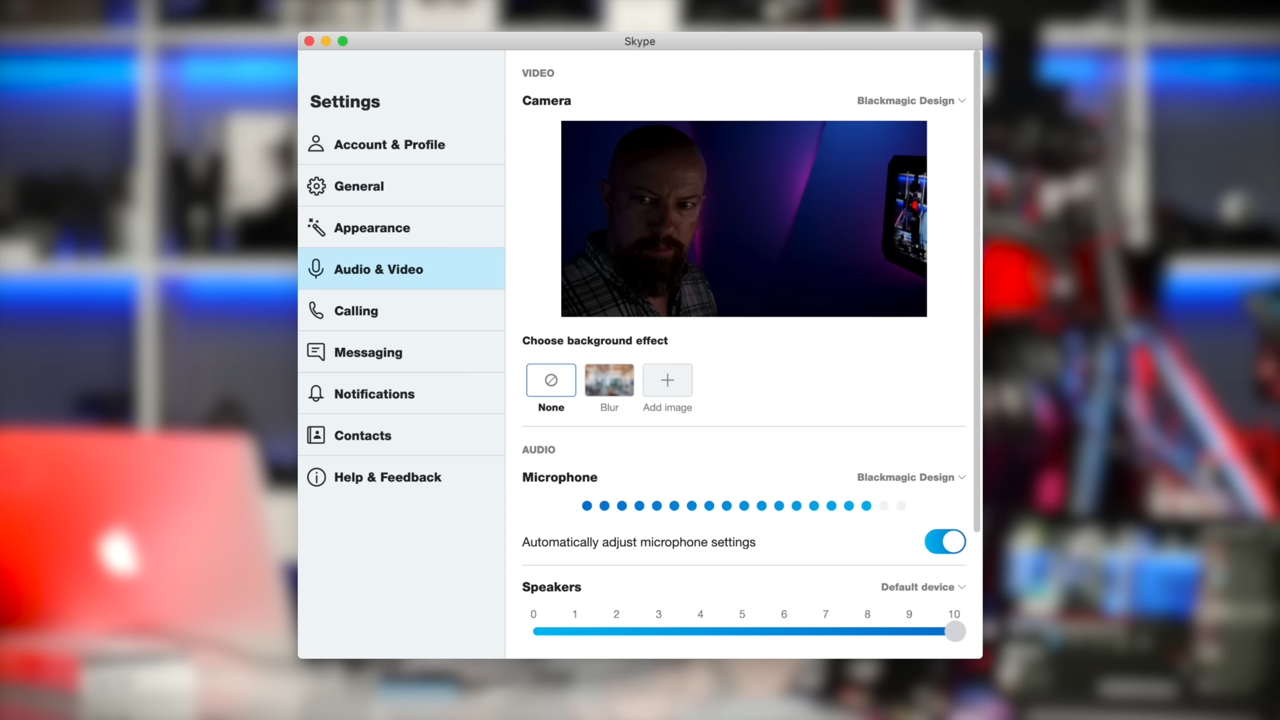 Skype
Settings
Account & Profile
General
Appearance
Audio & Video
Calling
Messaging
Notifications
Contacts
Help & Feedback
VIDEO
Camera
Blackmagic Design
Choose background effect
None
Blur
Add image
AUDIO
Microphone
Blackmagic Design
Automatically adjust microphone settings
Speakers
Default device
0 1 2 3 4 5 6 7 8 9 10